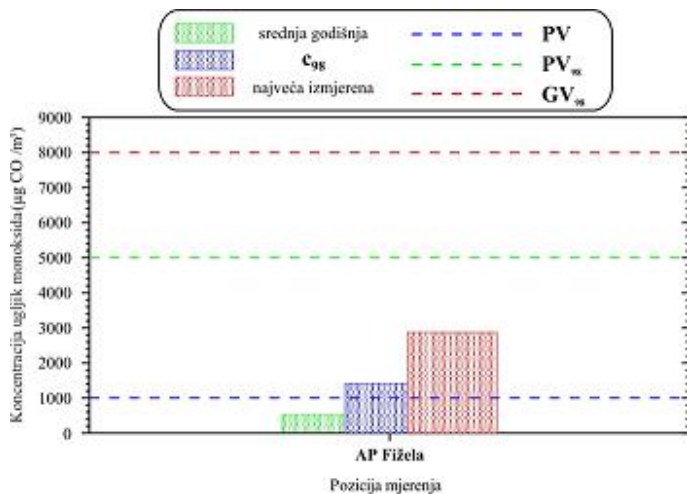 srednja godišnja
c₉₈
najveća izmjerena
PV
PV₉₈
GV₉₈
Koncentracija ugljik monoksida (µg CO /m³)
9000
8000
7000
6000
5000
4000
3000
2000
1000
0
AP Fižela
Pozicija mjerenja